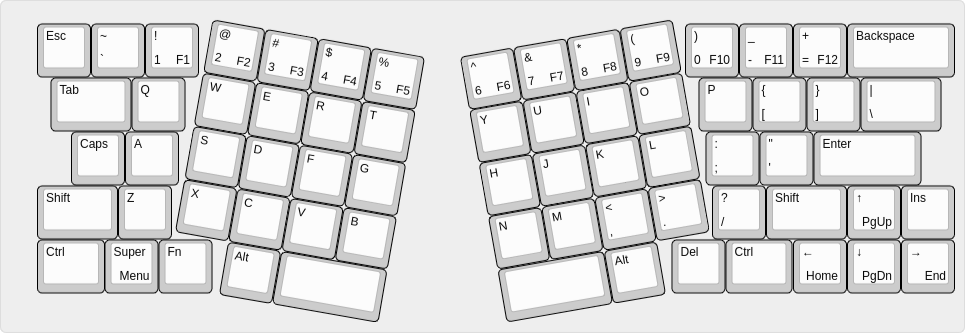 Esc ~ ! @ # $ % ^ & * ( ) _ + Backspace
` 1 F1 2 F2 3 F3 4 F4 5 F5 6 F6 7 F7 8 F8 9 F9 0 F10 - F11 = F12
Tab Q W E R T Y U I O P { } |
[ ] \
Caps A S D F G H J K L : " Enter
; '
Shift Z X C V B N M < > ? Shift ↑ Ins
, . / PgUp
Ctrl Super Fn Alt Alt Del Ctrl ← ↓ →
Menu Home PgDn End